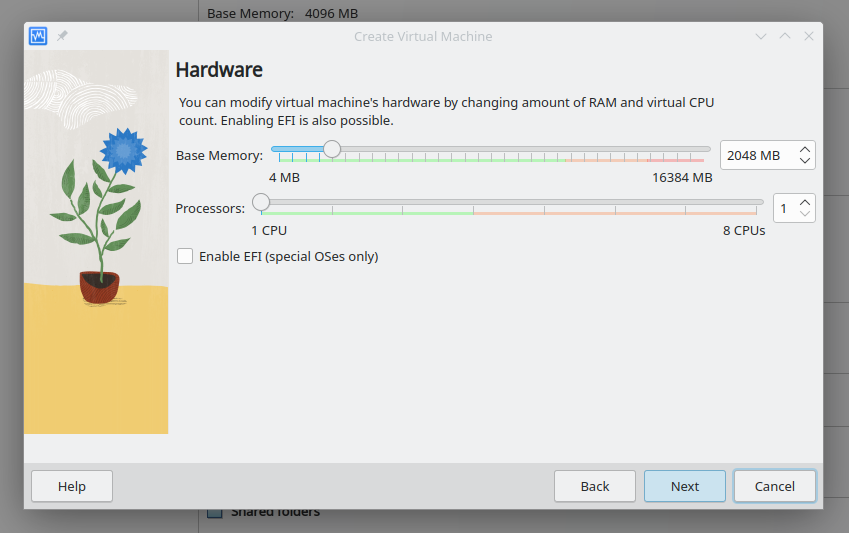 Base Memory: 4096 MB
Create Virtual Machine
Hardware
You can modify virtual machine's hardware by changing amount of RAM and virtual CPU
count. Enabling EFI is also possible.
Base Memory: 2048 MB
4 MB 16384 MB
Processors: 1
1 CPU 8 CPUs
Enable EFI (special OSes only)
Help Back Next Cancel
Shared folders